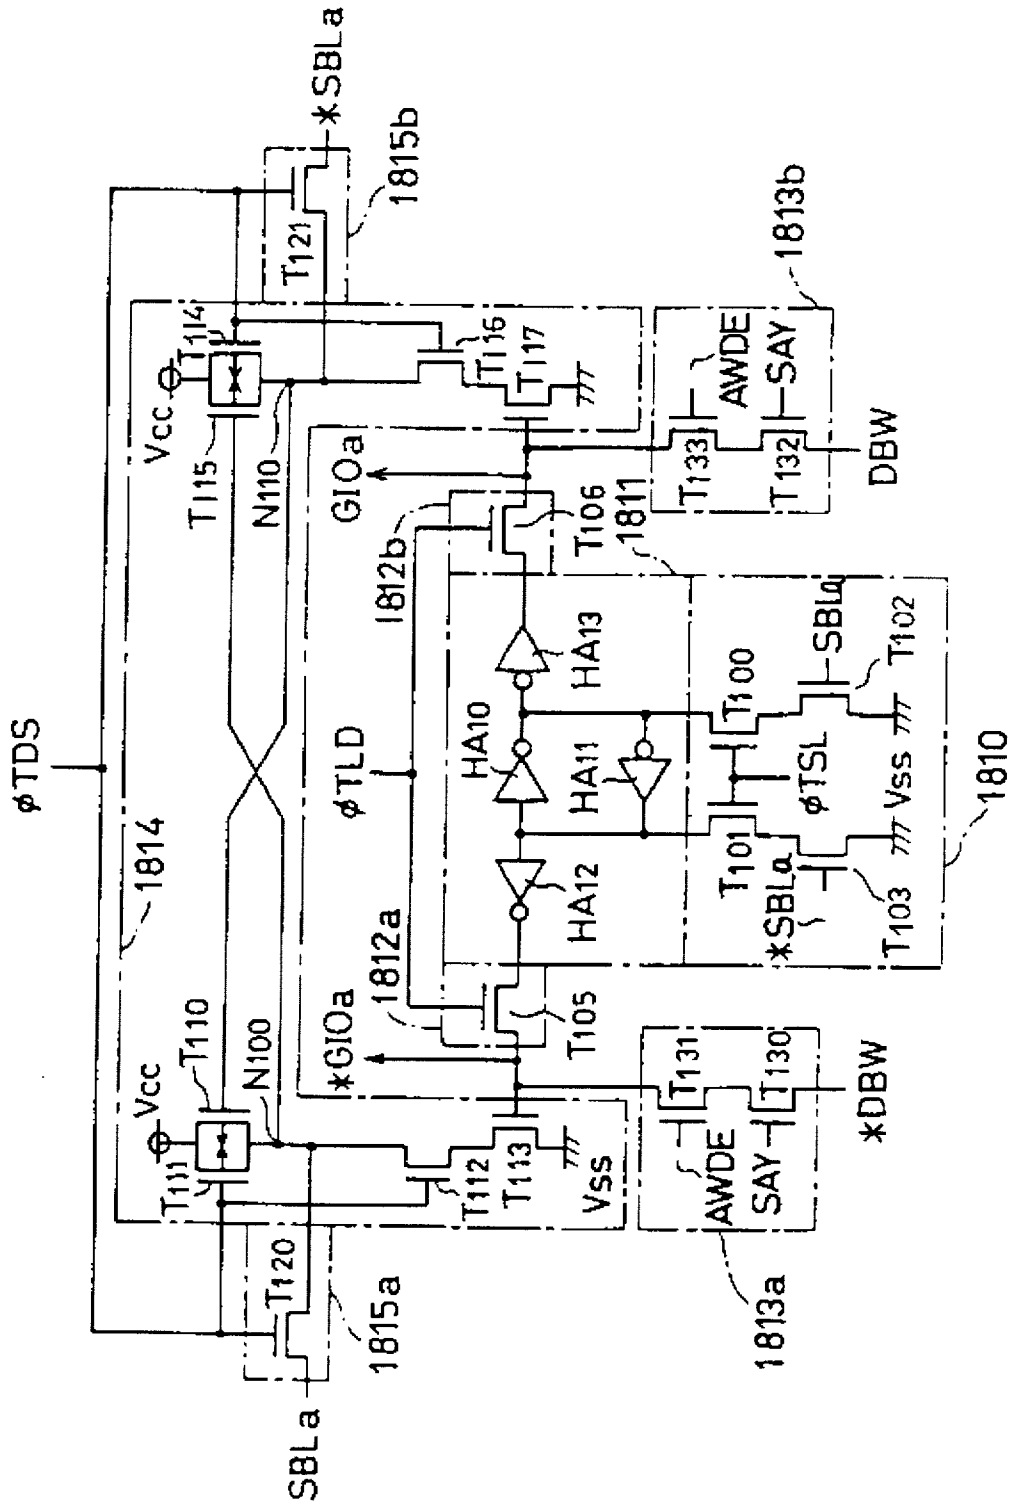 φTDS
1814
Vcc
T111
T110
N100
Vcc
T115
T114
N110
T120
1815a
SBLa
T121
1815b
*SBLa
T112
T113
Vss
*GIOa
1812a
φTLD
1812b
GIOa
T116
T117
T105
T106
1811
HA12
HA10
HA11
HA13
T101
T100
φTSL
*SBLa
T103
SBLa
T102
Vss
1810
T131
T130
AWDE
SAY
*DBW
1813a
T133
T132
AWDE
SAY
DBW
1813b